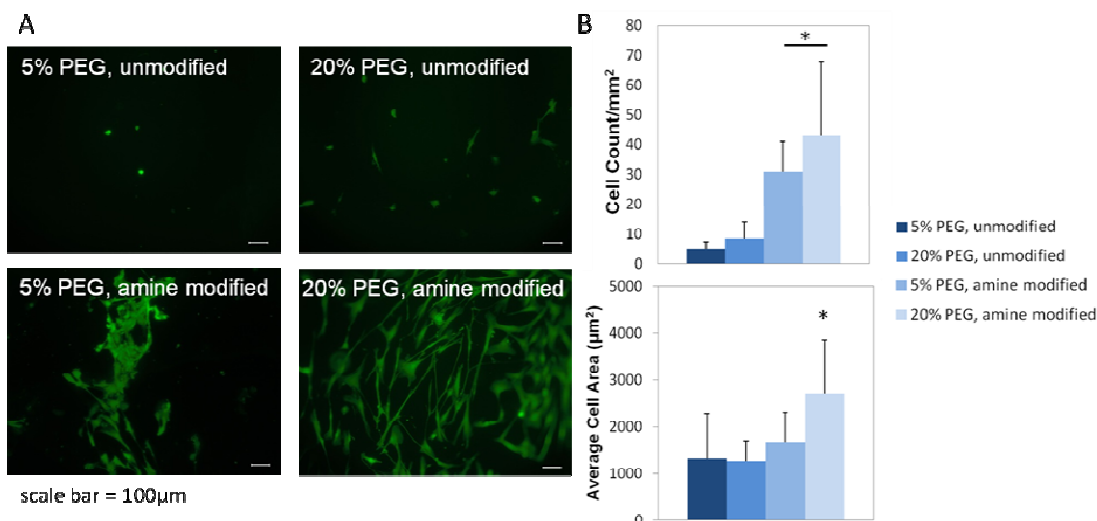 A
5% PEG, unmodified
20% PEG, unmodified
5% PEG, amine modified
20% PEG, amine modified
scale bar = 100µm
B
80
70
60
50
40
30
20
10
0
Cell Count/mm²
*
5000
4000
3000
2000
1000
0
Average Cell Area (µm²)
*
5% PEG, unmodified
20% PEG, unmodified
5% PEG, amine modified
20% PEG, amine modified